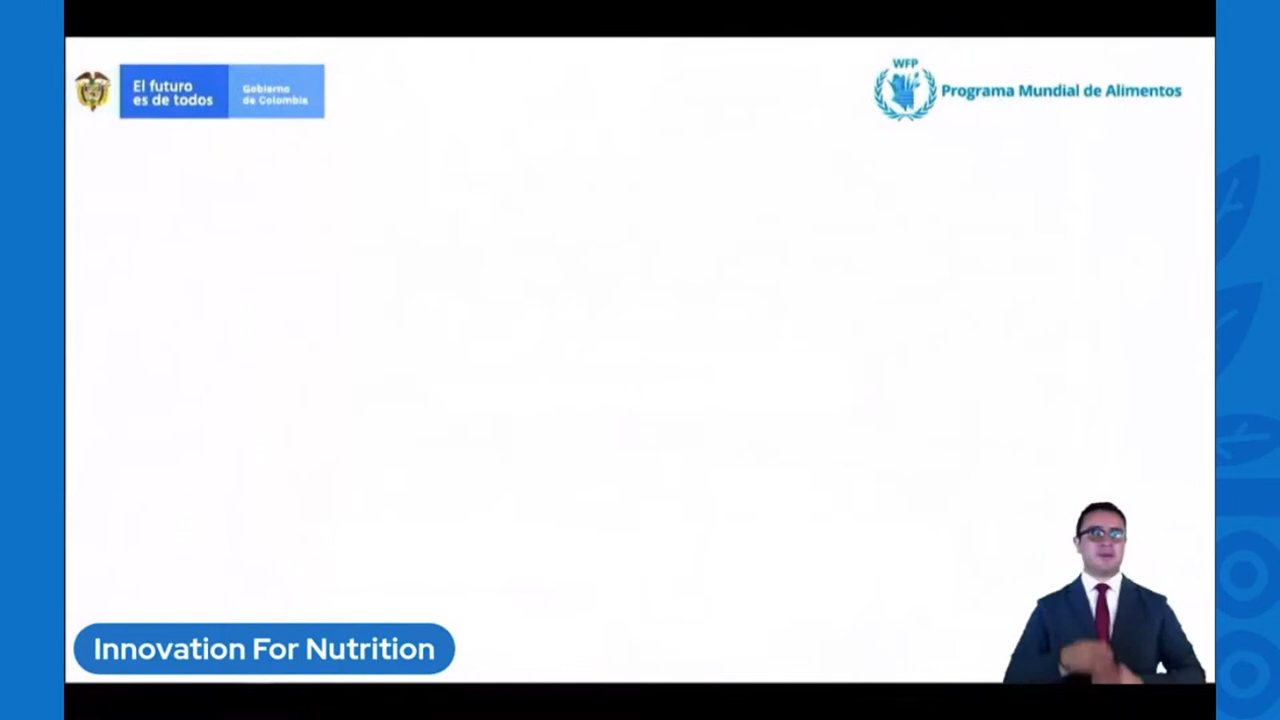 El futuro
es de todos
Gobierno
de Colombia
WFP
Programa Mundial de Alimentos
Innovation For Nutrition